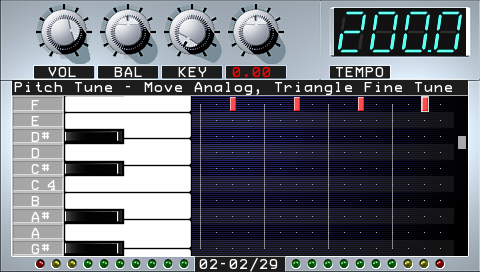 200.0
VOL BAL KEY 0.00 TEMPO
Pitch Tune - Move Analog, Triangle Fine Tune
F
E
D#
D
C#
C 4
B
A#
A
G#
02-02/29